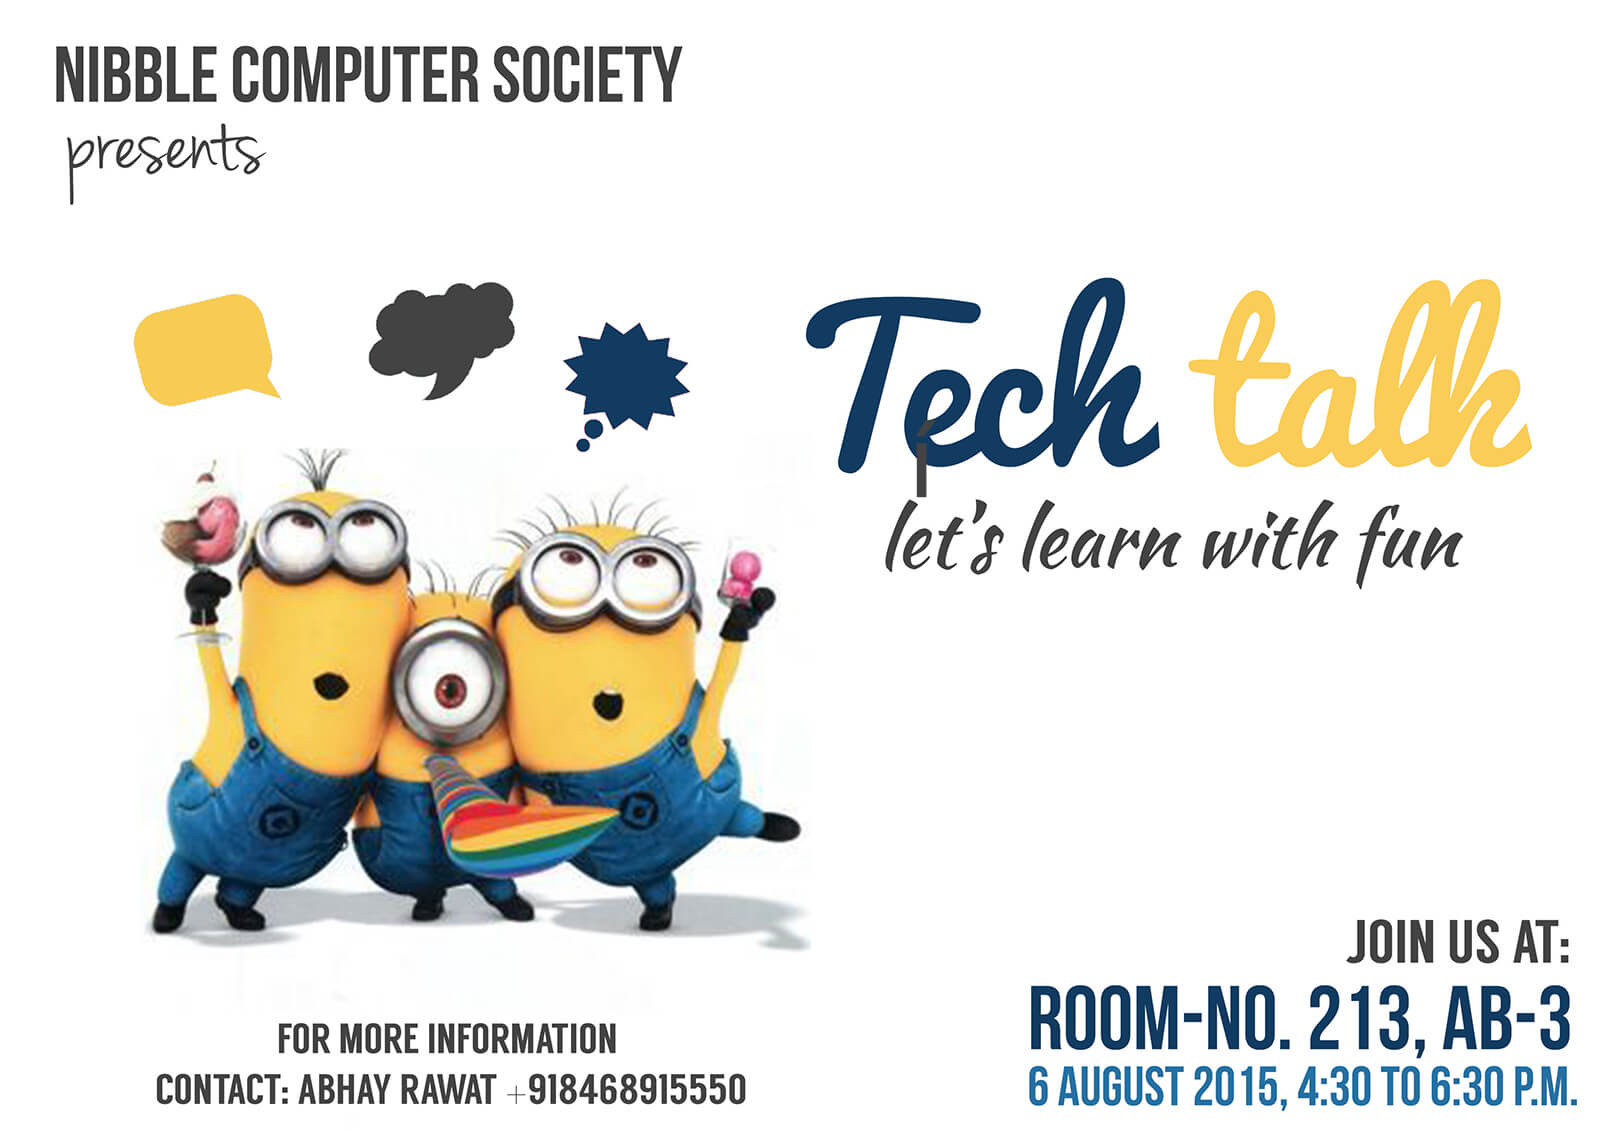 NIBBLE COMPUTER SOCIETY
presents
Tech talk
let's learn with fun
JOIN US AT:
ROOM-NO. 213, AB-3
6 AUGUST 2015, 4:30 TO 6:30 P.M.
FOR MORE INFORMATION
CONTACT: ABHAY RAWAT +918468915550